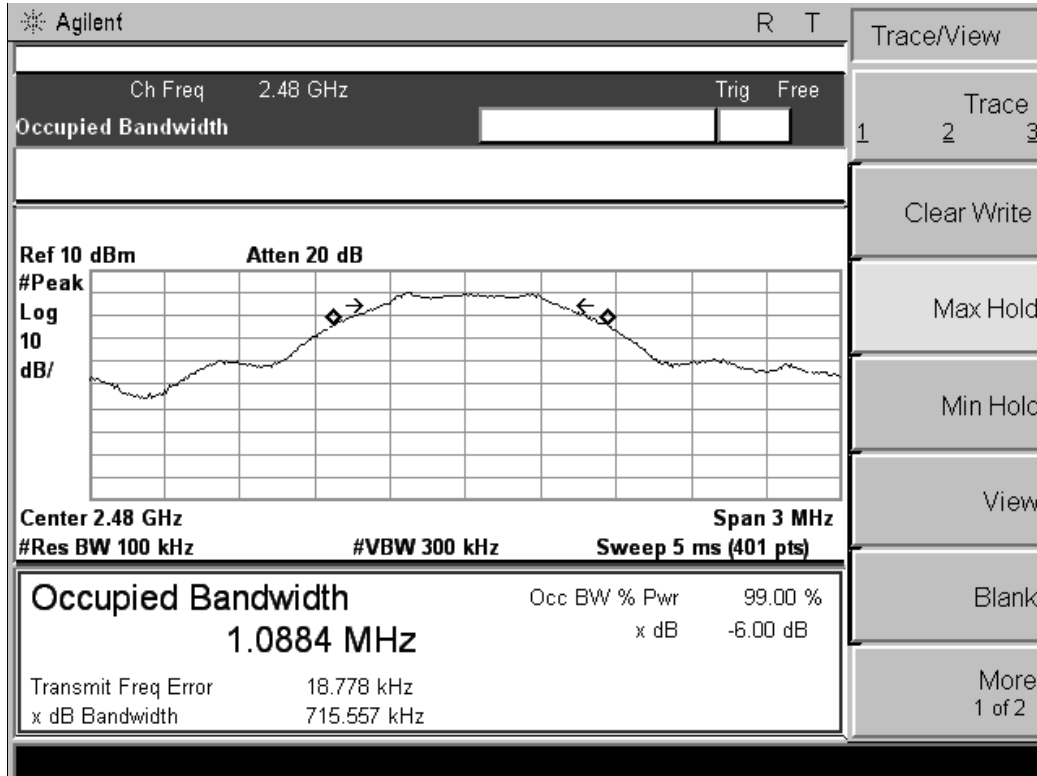 Agilent R T
Ch Freq 2.48 GHz Trig Free
Occupied Bandwidth
Ref 10 dBm Atten 20 dB
#Peak
Log
10
dB/
Center 2.48 GHz Span 3 MHz
#Res BW 100 kHz #VBW 300 kHz Sweep 5 ms (401 pts)
Occupied Bandwidth
1.0884 MHz
Occ BW % Pwr 99.00 %
x dB -6.00 dB
Transmit Freq Error 18.778 kHz
x dB Bandwidth 715.557 kHz
Trace/View
Trace
1 2 3
Clear Write
Max Hold
Min Hold
View
Blank
More
1 of 2